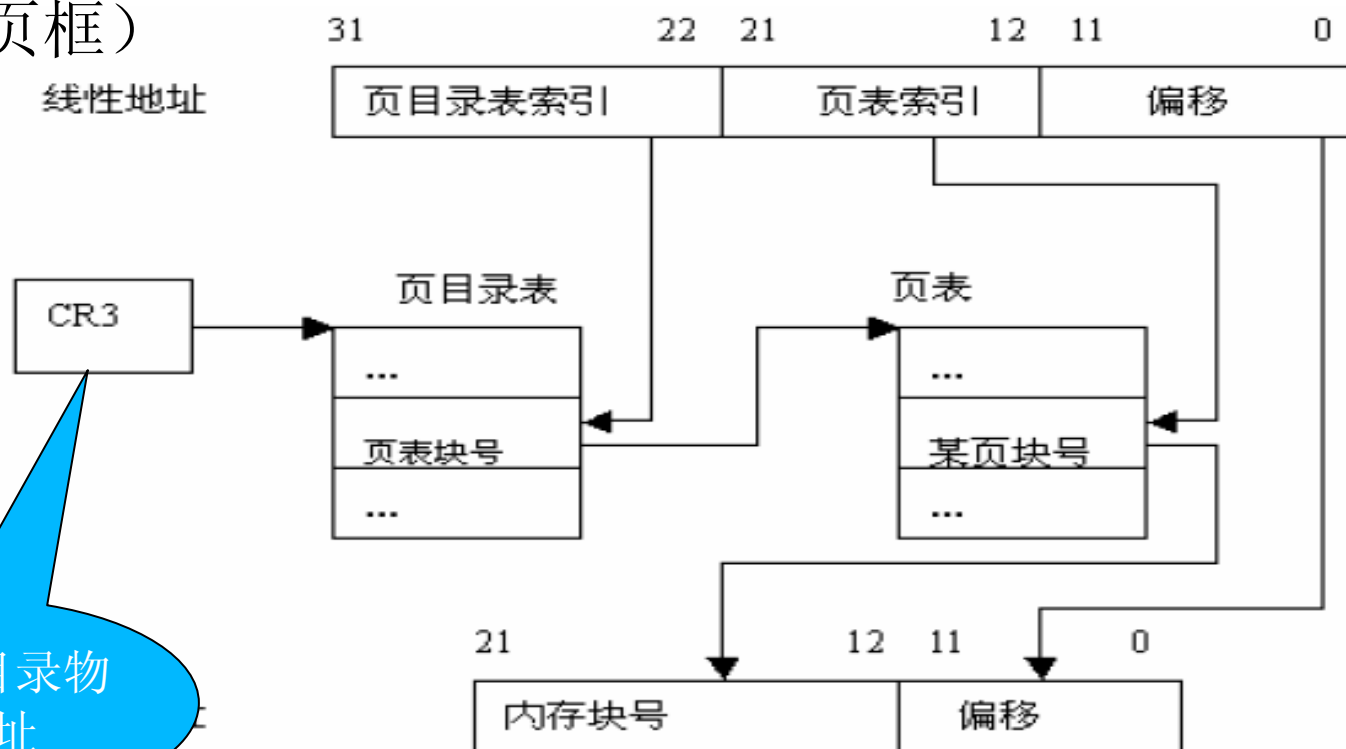 页框）
31 22 21 12 11 0
线性地址 页目录表索引 页表索引 偏移
页目录表 页表
CR3
... ...
页表块号 某页块号
... ...
21 12 11 0
目录物
址
内存块号 偏移